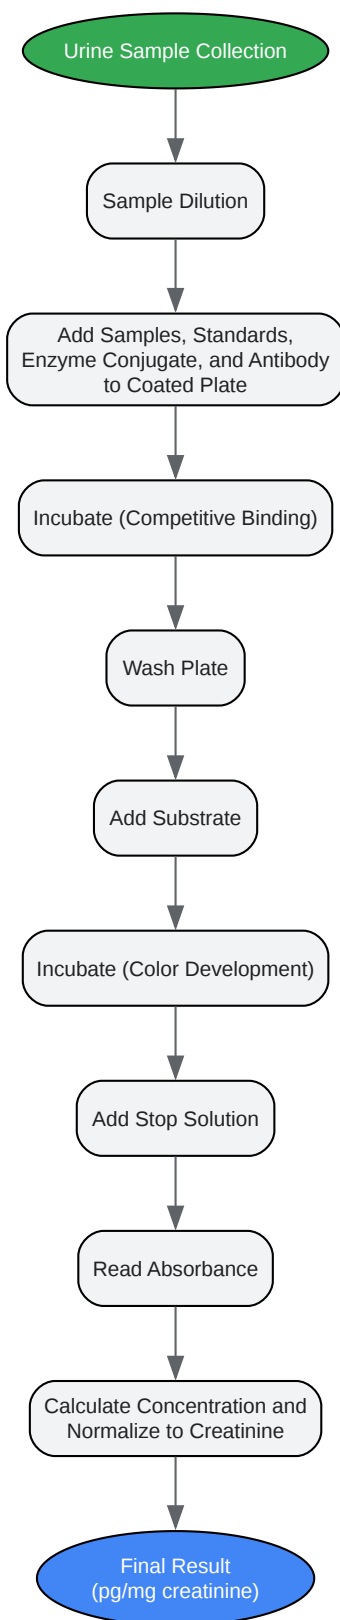 Urine Sample Collection
Sample Dilution
Add Samples, Standards,
Enzyme Conjugate, and Antibody
to Coated Plate
Incubate (Competitive Binding)
Wash Plate
Add Substrate
Incubate (Color Development)
Add Stop Solution
Read Absorbance
Calculate Concentration and
Normalize to Creatinine
Final Result
(pg/mg creatinine)